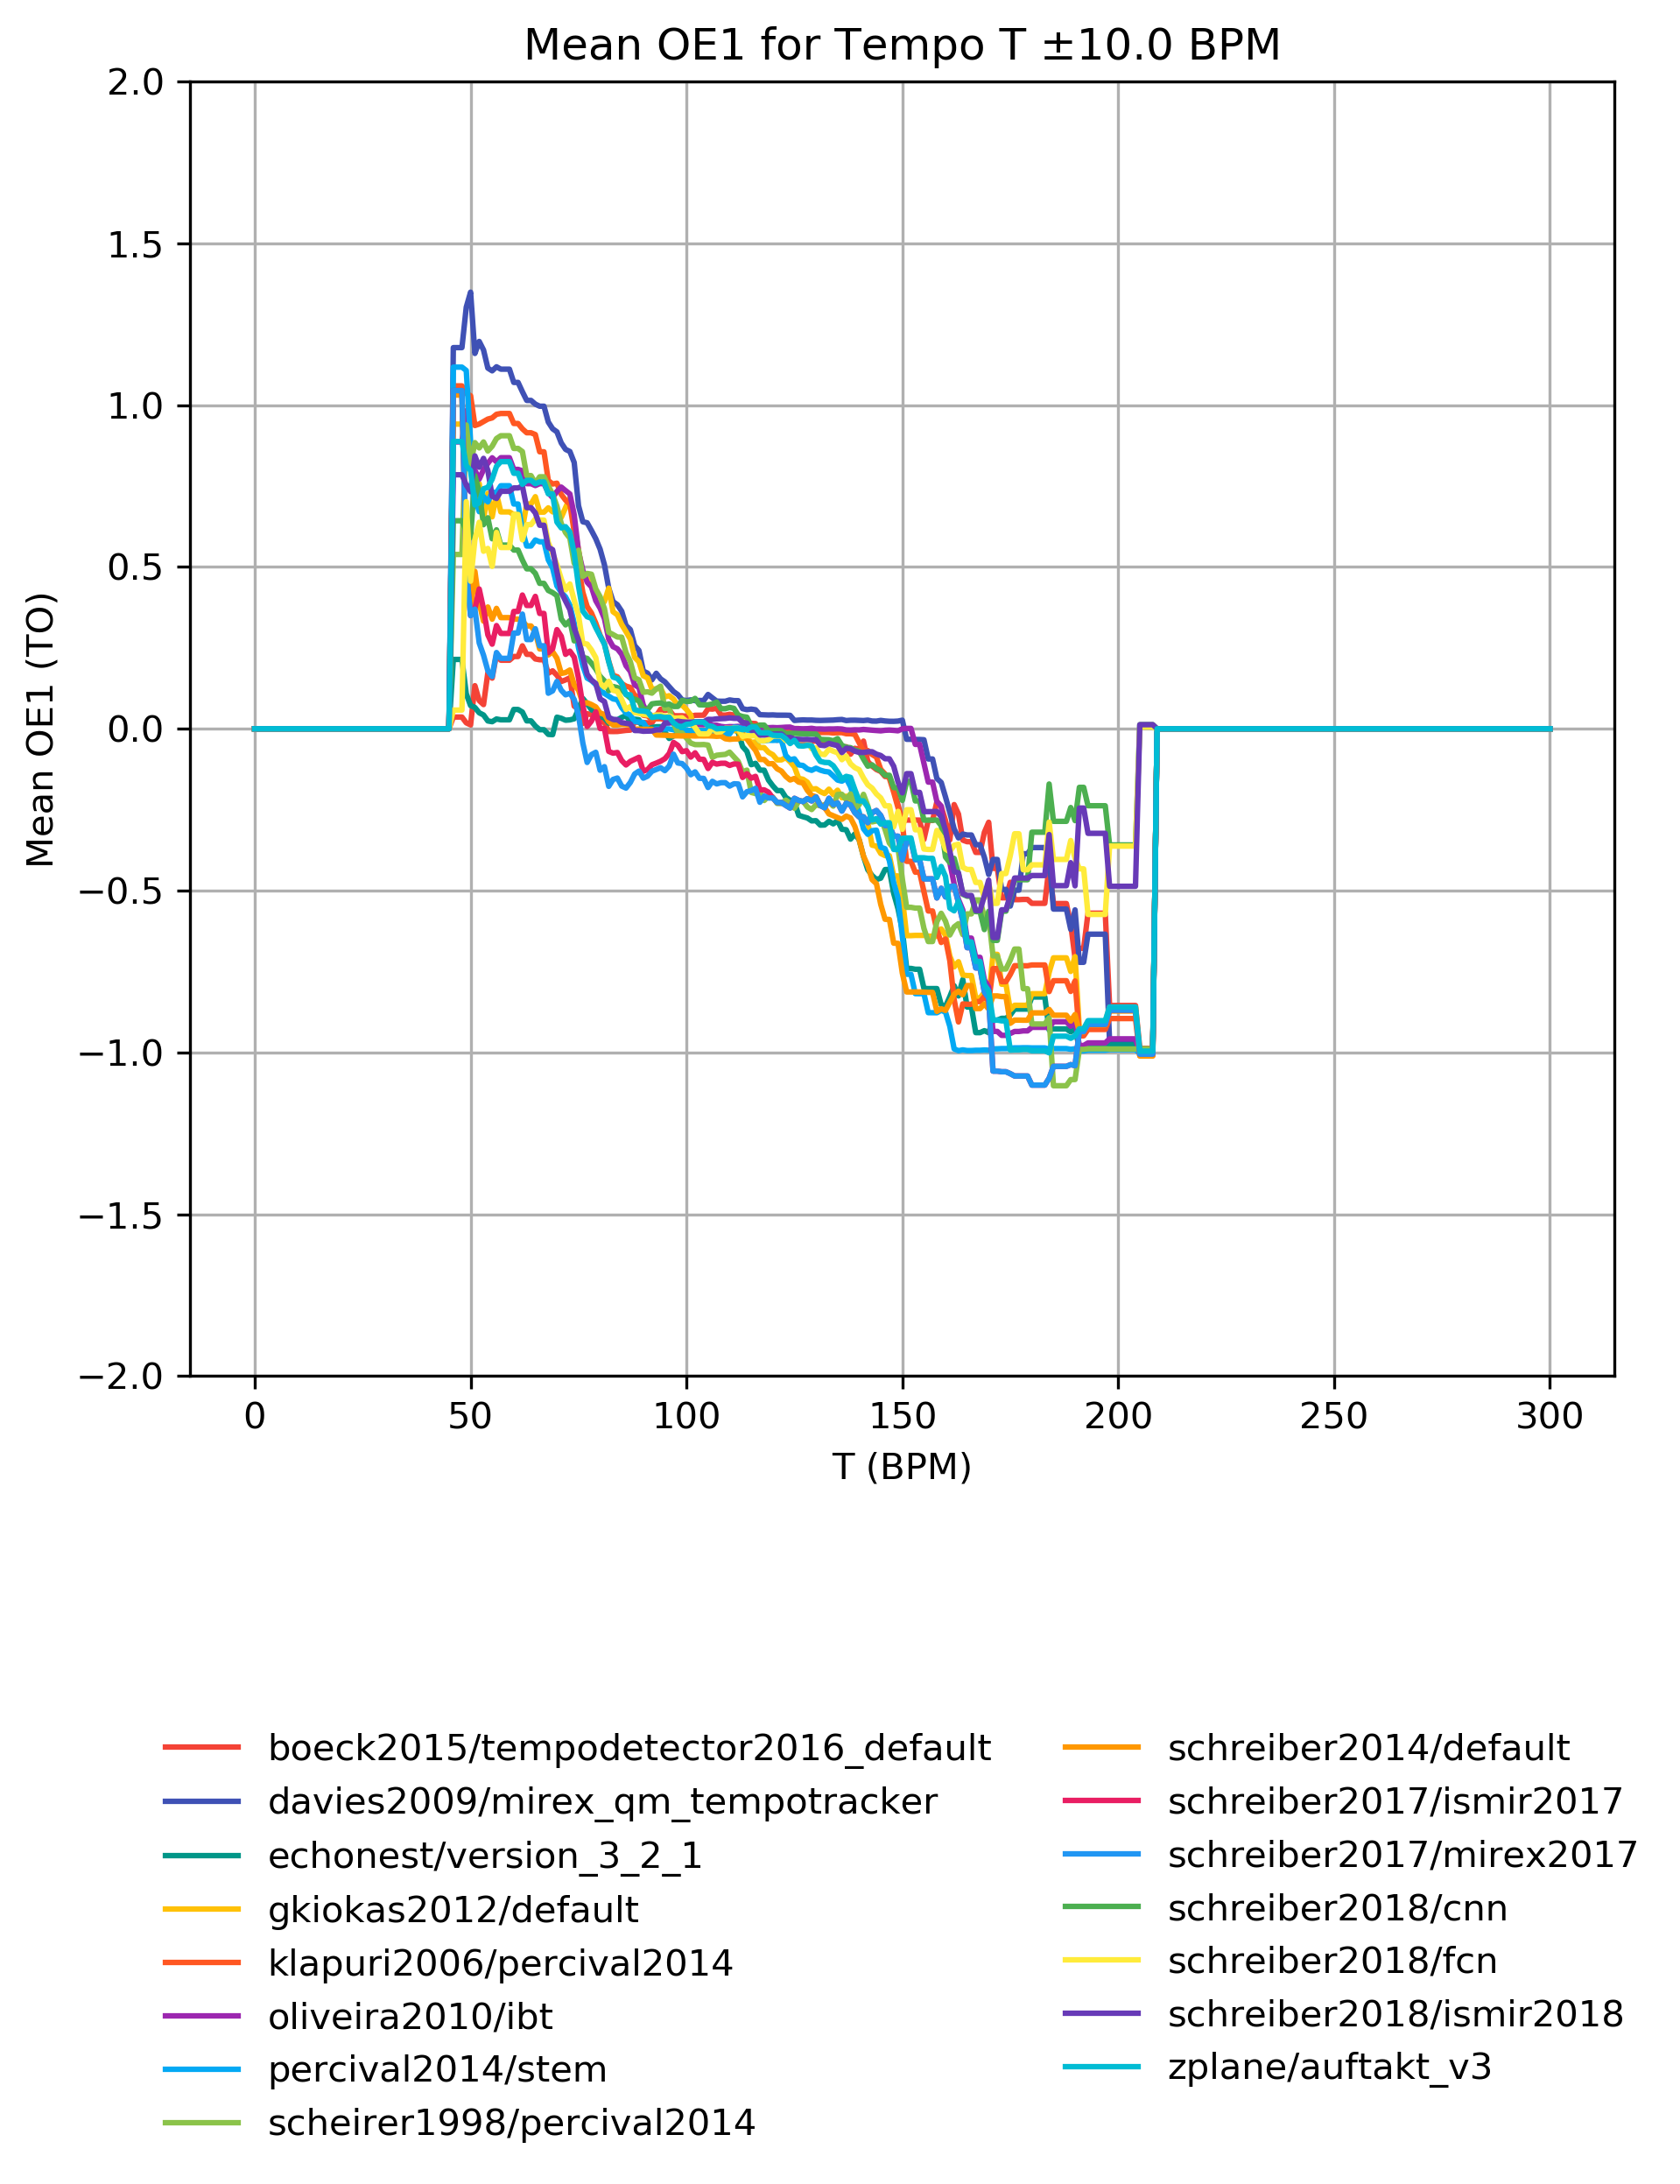 Mean OE1 for Tempo T ±10.0 BPM
2.0
1.5
1.0
0.5
0.0
−0.5
−1.0
−1.5
−2.0
Mean OE1 (TO)
0 50 100 150 200 250 300
T (BPM)
boeck2015/tempodetector2016_default
davies2009/mirex_qm_tempotracker
echonest/version_3_2_1
gkiokas2012/default
klapuri2006/percival2014
oliveira2010/ibt
percival2014/stem
scheirer1998/percival2014
schreiber2014/default
schreiber2017/ismir2017
schreiber2017/mirex2017
schreiber2018/cnn
schreiber2018/fcn
schreiber2018/ismir2018
zplane/auftakt_v3